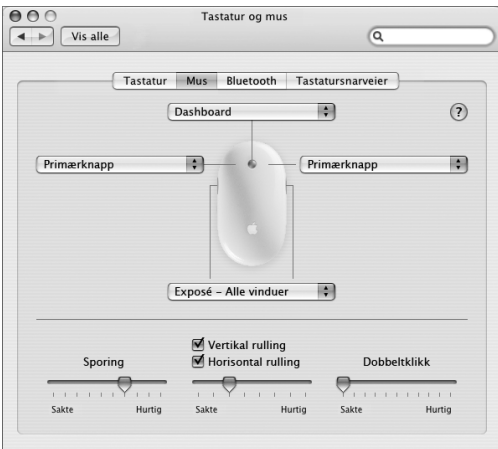 Tastatur og mus
Vis alle
Tastatur Mus Bluetooth Tastatursnarveier
Dashboard
?
Primærknapp Primærknapp
Exposé – Alle vinduer
Vertikal rulling
Sporing Horisontal rulling Dobbeltklikk
Sakte Hurtig Sakte Hurtig Sakte Hurtig